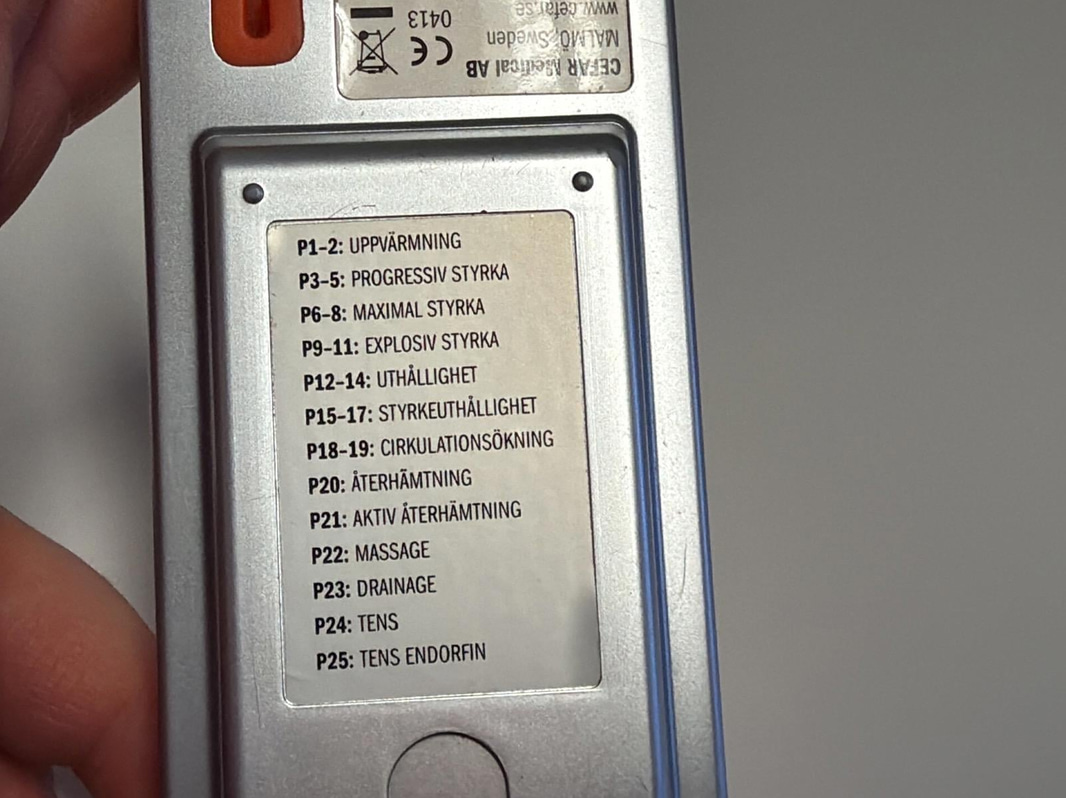 CEFAR Medical AB
MALMÖ, Sweden
www.cefar.se
0413
P1–2: UPPVÄRMNING
P3–5: PROGRESSIV STYRKA
P6–8: MAXIMAL STYRKA
P9–11: EXPLOSIV STYRKA
P12–14: UTHÅLLIGHET
P15–17: STYRKEUTHÅLLIGHET
P18–19: CIRKULATIONSÖKNING
P20: ÅTERHÄMTNING
P21: AKTIV ÅTERHÄMTNING
P22: MASSAGE
P23: DRAINAGE
P24: TENS
P25: TENS ENDORFIN